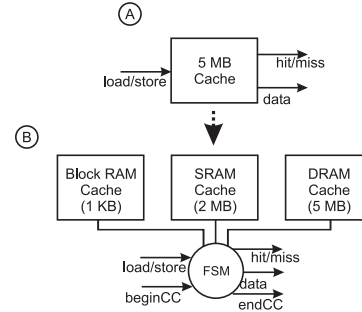 A
5 MB
Cache
load/store
hit/miss
data
B
Block RAM
Cache
(1 KB)
SRAM
Cache
(2 MB)
DRAM
Cache
(5 MB)
load/store
beginCC
FSM
hit/miss
data
endCC